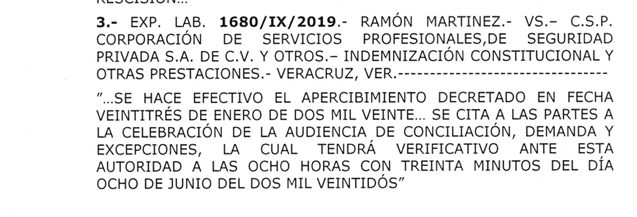 RESCISIÓN...
3.- EXP. LAB. 1680/IX/2019.- RAMÓN MARTINEZ.- VS.– C.S.P.
CORPORACIÓN DE SERVICIOS PROFESIONALES,DE SEGURIDAD
PRIVADA S.A. DE C.V. Y OTROS.– INDEMNIZACIÓN CONSTITUCIONAL Y
OTRAS PRESTACIONES.- VERACRUZ, VER.---------------------------------
"...SE HACE EFECTIVO EL APERCIBIMIENTO DECRETADO EN FECHA
VEINTITRÉS DE ENERO DE DOS MIL VEINTE... SE CITA A LAS PARTES A
LA CELEBRACIÓN DE LA AUDIENCIA DE CONCILIACIÓN, DEMANDA Y
EXCEPCIONES, LA CUAL TENDRÁ VERIFICATIVO ANTE ESTA
AUTORIDAD A LAS OCHO HORAS CON TREINTA MINUTOS DEL DÍA
OCHO DE JUNIO DEL DOS MIL VEINTIDÓS"